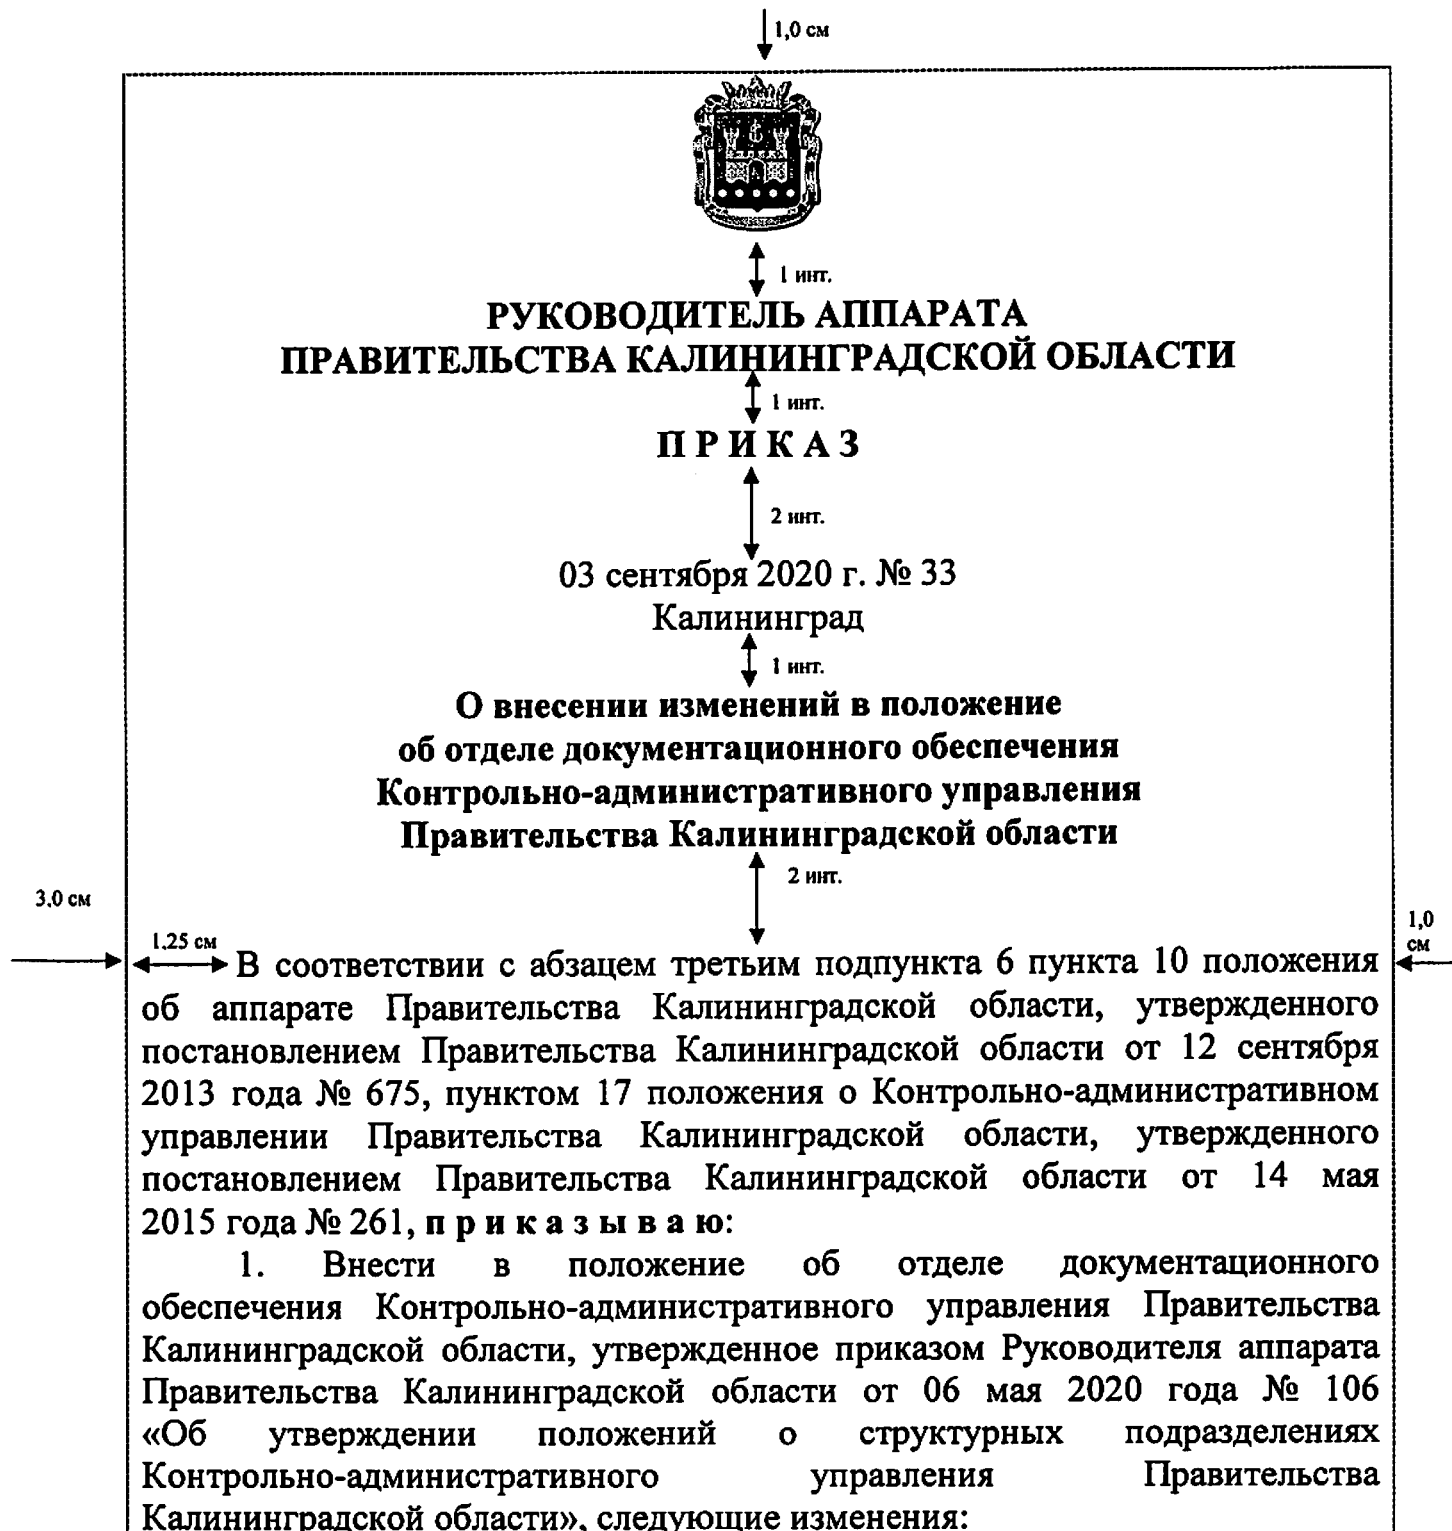 1,0 см
1 инт.
РУКОВОДИТЕЛЬ АППАРАТА
ПРАВИТЕЛЬСТВА КАЛИНИНГРАДСКОЙ ОБЛАСТИ
1 инт.
П Р И К А З
2 инт.
03 сентября 2020 г. № 33
Калининград
1 инт.
О внесении изменений в положение
об отделе документационного обеспечения
Контрольно-административного управления
Правительства Калининградской области
2 инт.
3,0 см
1,0
см
1,25 см
В соответствии с абзацем третьим подпункта 6 пункта 10 положения
об аппарате Правительства Калининградской области, утвержденного
постановлением Правительства Калининградской области от 12 сентября
2013 года № 675, пунктом 17 положения о Контрольно-административном
управлении Правительства Калининградской области, утвержденного
постановлением Правительства Калининградской области от 14 мая
2015 года № 261, п р и к а з ы в а ю:
1. Внести в положение об отделе документационного
обеспечения Контрольно-административного управления Правительства
Калининградской области, утвержденное приказом Руководителя аппарата
Правительства Калининградской области от 06 мая 2020 года № 106
«Об утверждении положений о структурных подразделениях
Контрольно-административного управления Правительства
Калининградской области», следующие изменения: